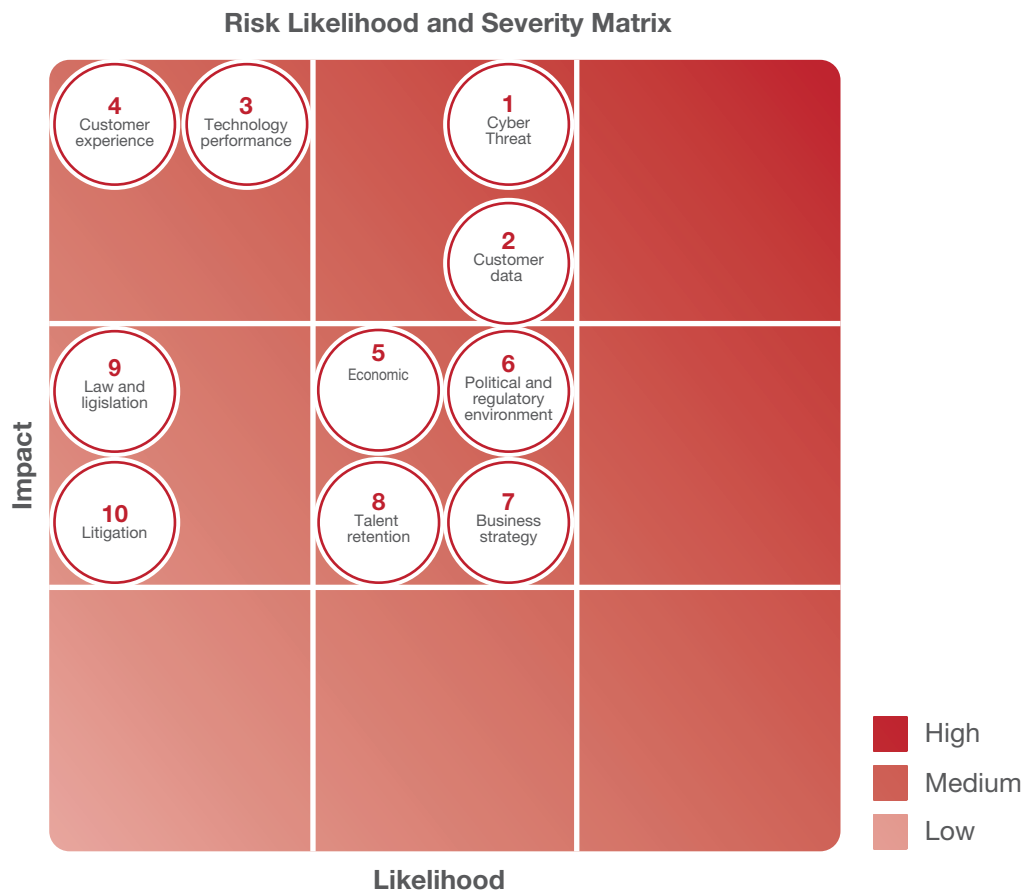 Risk Likelihood and Severity Matrix
4
Customer
experience
3
Technology
performance
1
Cyber
Threat
2
Customer
data
9
Law and
ligislation
5
Economic
6
Political and
regulatory
environment
10
Litigation
8
Talent
retention
7
Business
strategy
Impact
Likelihood
High
Medium
Low